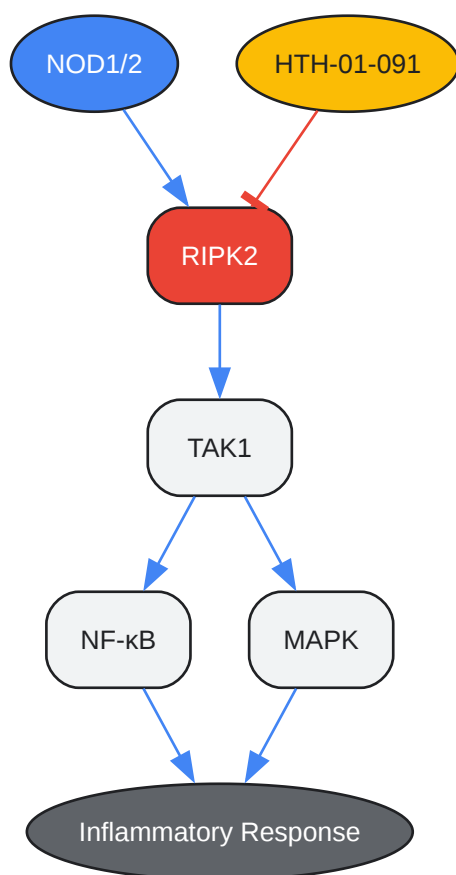 NOD1/2
HTH-01-091
RIPK2
TAK1
NF-κB
MAPK
Inflammatory Response